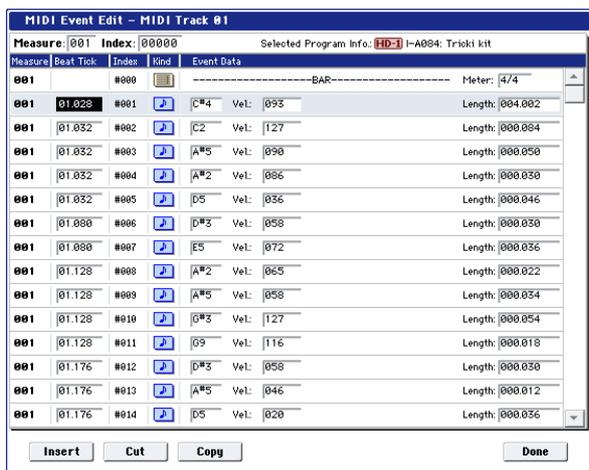 MIDI Event Edit – MIDI Track 01
Measure: 001 Index: 00000 Selected Program Info.: HD-1 I-A084: Tricki kit
Measure Beat Tick Index Kind Event Data
001 #000 --------------------BAR-------------------- Meter: 4/4
001 01.028 #001 C#4 Vel.: 093 Length: 004.002
001 01.032 #002 C2 Vel.: 127 Length: 000.084
001 01.032 #003 A#5 Vel.: 090 Length: 000.050
001 01.032 #004 A#2 Vel.: 086 Length: 000.030
001 01.032 #005 D5 Vel.: 036 Length: 000.046
001 01.080 #006 D#3 Vel.: 058 Length: 000.030
001 01.080 #007 E5 Vel.: 072 Length: 000.036
001 01.128 #008 A#2 Vel.: 065 Length: 000.022
001 01.128 #009 A#5 Vel.: 058 Length: 000.034
001 01.128 #010 G#3 Vel.: 127 Length: 000.054
001 01.128 #011 G9 Vel.: 116 Length: 000.018
001 01.176 #012 D#3 Vel.: 058 Length: 000.030
001 01.176 #013 A#5 Vel.: 046 Length: 000.012
001 01.176 #014 D5 Vel.: 020 Length: 000.036
Insert Cut Copy Done